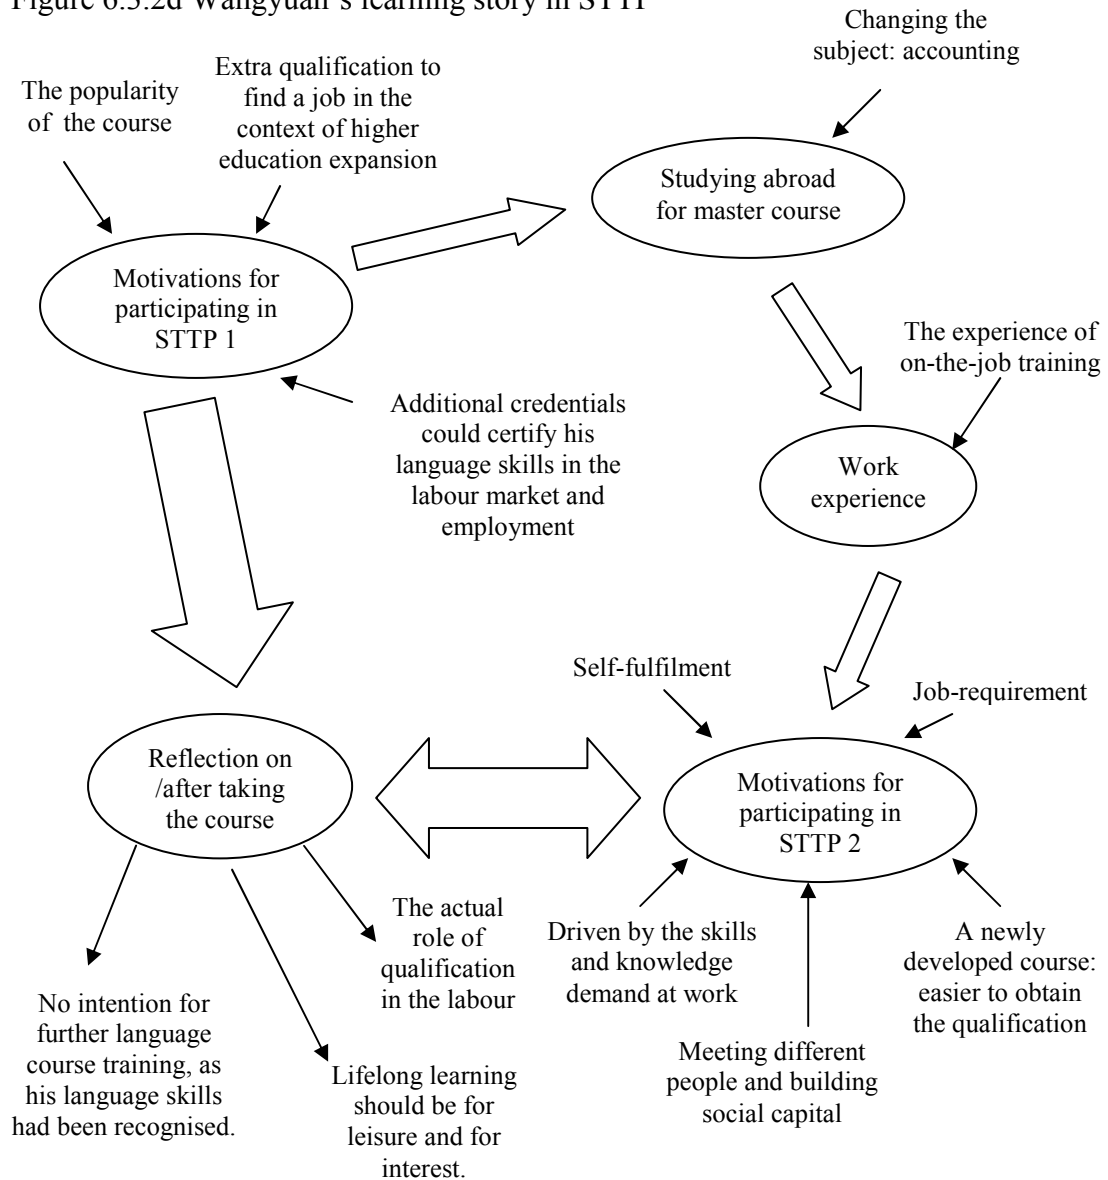 Figure 6.3.2d Wangyuan's learning story in STTP
Changing the
subject: accounting
The popularity
of the course
Extra qualification to
find a job in the
context of higher
education expansion
Studying abroad
for master course
Motivations for
participating in
STTP 1
The experience of
on-the-job training
Additional credentials
could certify his
language skills in the
labour market and
employment
Work
experience
Self-fulfilment
Job-requirement
Reflection on
/after taking
the course
Motivations for
participating in
STTP 2
The actual
role of
qualification
in the labour
Driven by the skills
and knowledge
demand at work
A newly
developed course:
easier to obtain
the qualification
No intention for
further language
course training, as
his language skills
had been recognised.
Lifelong learning
should be for
leisure and for
interest.
Meeting different
people and building
social capital